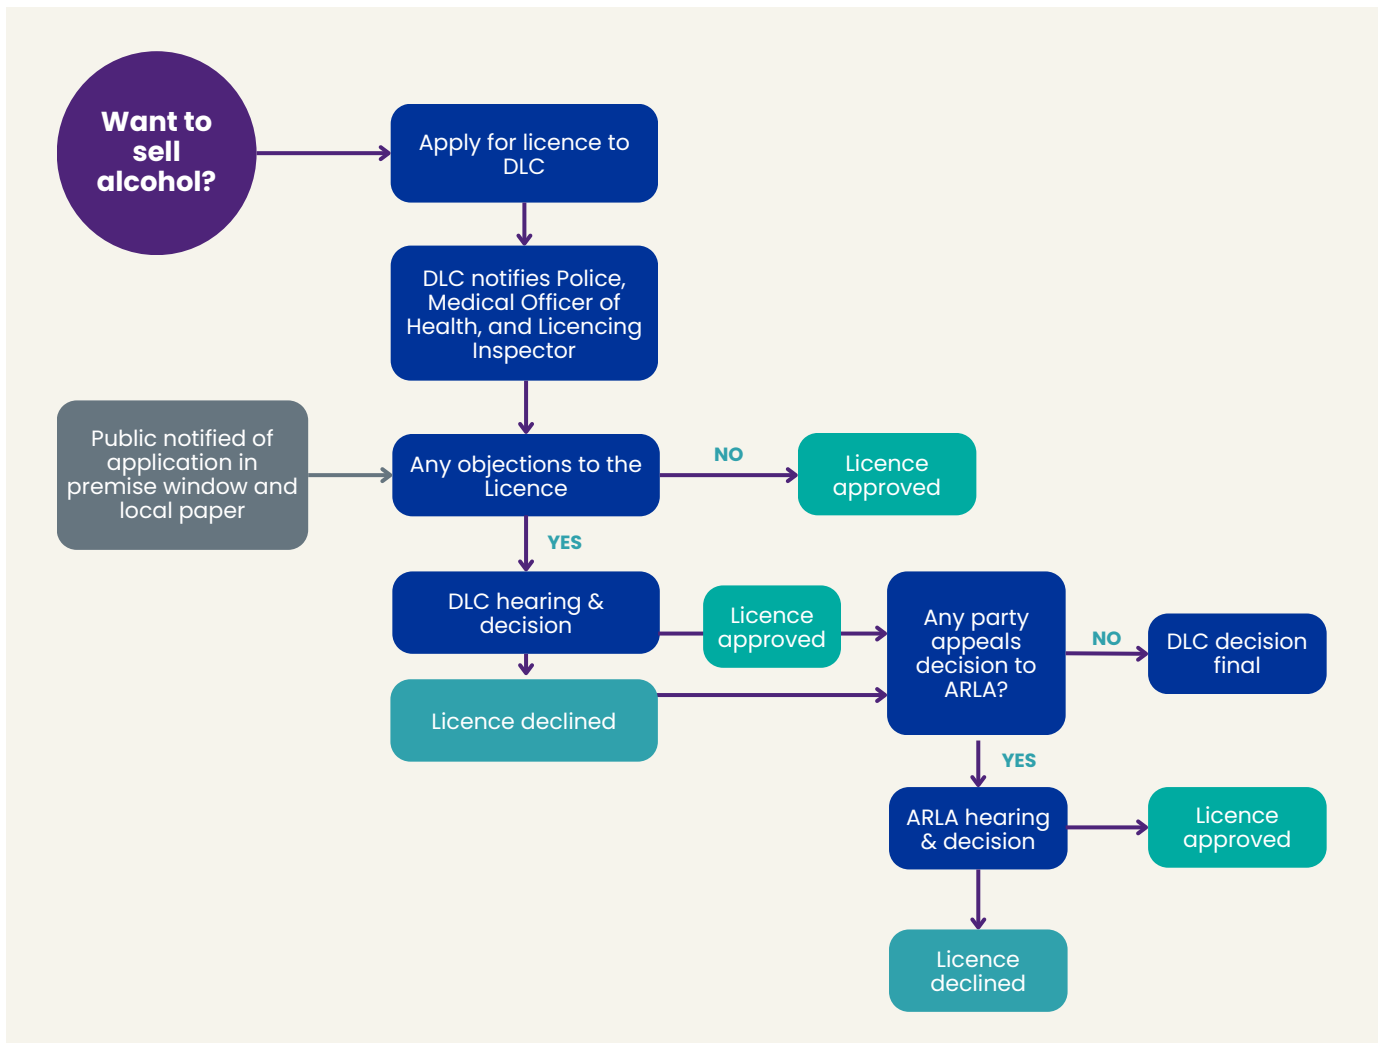 Want to
sell
alcohol?
Apply for licence to
DLC
DLC notifies Police,
Medical Officer of
Health, and Licencing
Inspector
Public notified of
application in
premise window and
local paper
Any objections to the
Licence
NO
Licence
approved
YES
DLC hearing &
decision
Licence
approved
Any party
appeals
decision to
ARLA?
NO
DLC decision
final
Licence declined
YES
ARLA hearing
& decision
Licence
approved
Licence
declined